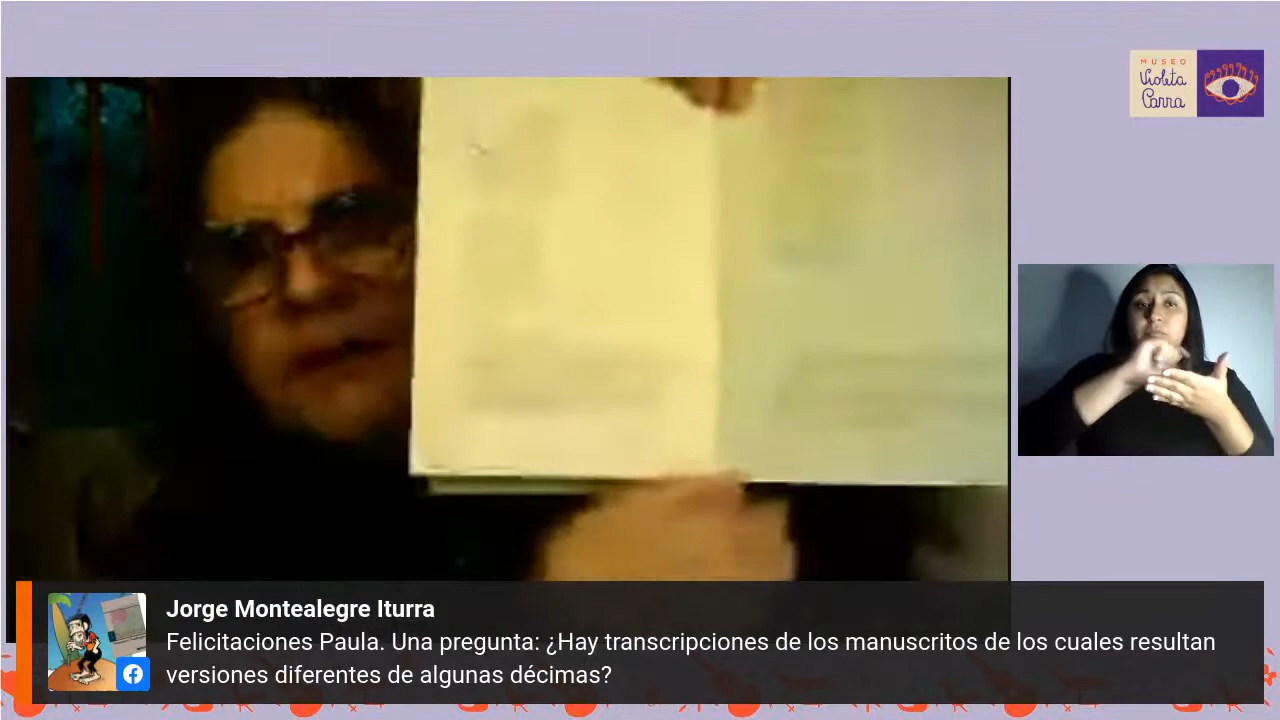 MUSEO
Violeta
Parra
Jorge Montealegre Iturra
Felicitaciones Paula. Una pregunta: ¿Hay transcripciones de los manuscritos de los cuales resultan
versiones diferentes de algunas décimas?